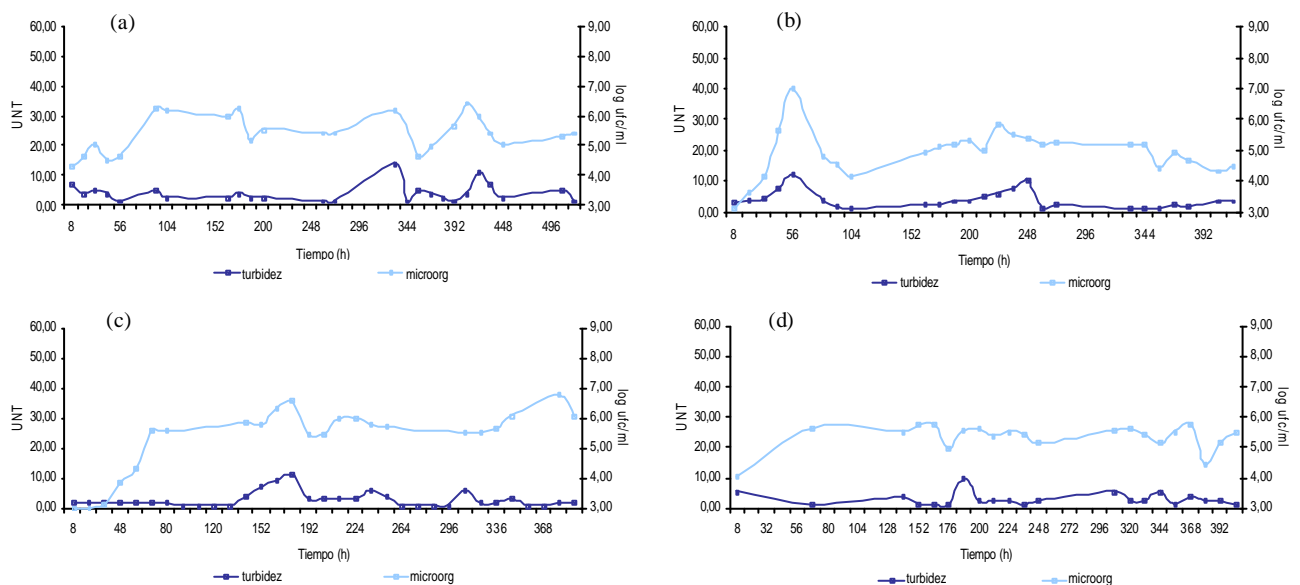 (a)
60,00
50,00
40,00
30,00
20,00
10,00
0,00
UNT
9,00
8,00
7,00
6,00
5,00
4,00
3,00
log ufc/ml
8 56 104 152 200 248 296 344 392 448 496
Tiempo (h)
turbidez microorg
(b)
60,00
50,00
40,00
30,00
20,00
10,00
0,00
UNT
9,00
8,00
7,00
6,00
5,00
4,00
3,00
log ufc/ml
8 56 104 152 200 248 296 344 392
Tiempo (h)
turbidez microorg
(c)
60,00
50,00
40,00
30,00
20,00
10,00
0,00
UNT
9,00
8,00
7,00
6,00
5,00
4,00
3,00
log ufc/ml
8 48 80 120 152 192 224 264 296 336 368
Tiempo (h)
turbidez microorg
(d)
60,00
50,00
40,00
30,00
20,00
10,00
0,00
UNT
9,00
8,00
7,00
6,00
5,00
4,00
3,00
log ufc/ml
8 32 80 104 128 176 200 248 272 296 320 344 368 392
Tiempo (h)
turbidez microorg